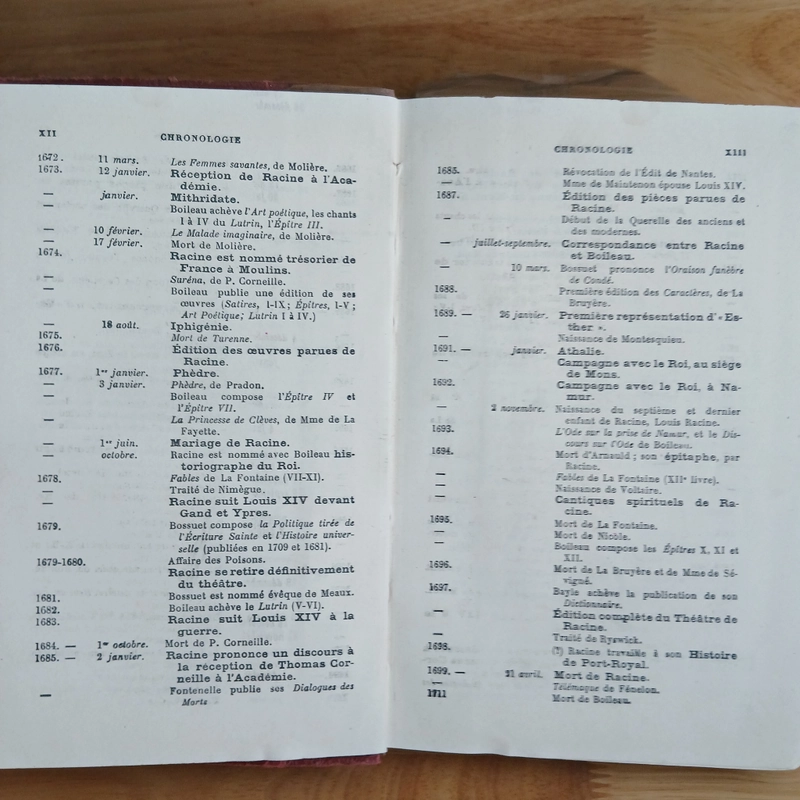 XII
CHRONOLOGIE
1672. 11 mars. Les Femmes savantes, de Molière.
1673. 12 janvier. Réception de Racine à l'Aca-
démie.
— janvier. Mithridate.
— Boileau achève l'Art poétique, les chants
I à IV du Lutrin, l'Épître III.
— 10 février. Le Malade imaginaire, de Molière.
— 17 février. Mort de Molière.
1674. Racine est nommé trésorier de
France à Moulins.
— Suréna, de P. Corneille.
— Boileau publie une édition de ses
œuvres (Satires, I-IX; Épîtres, I-V;
Art Poétique; Lutrin I à IV.)
— 18 août. Iphigénie.
1675. Mort de Turenne.
1676. Édition des œuvres parues de
Racine.
1677. 1er janvier. Phèdre.
— 3 janvier. Phèdre, de Pradon.
— Boileau compose l'Épître IV et
l'Épître VII.
— La Princesse de Clèves, de Mme de La
Fayette.
— 1er juin. Mariage de Racine.
— octobre. Racine est nommé avec Boileau his-
toriographe du Roi.
1678. Fables de La Fontaine (VII-XI).
— Traité de Nimègue.
— Racine suit Louis XIV devant
Gand et Ypres.
1679. Bossuet compose la Politique tirée de
l'Écriture Sainte et l'Histoire univer-
selle (publiées en 1709 et 1681).
1679-1680. Affaire des Poisons.
Racine se retire définitivement
du théâtre.
1681. Bossuet est nommé évêque de Meaux.
1682. Boileau achève le Lutrin (V-VI).
1683. Racine suit Louis XIV à la
guerre.
1684. — 1er octobre. Mort de P. Corneille.
1685. — 2 janvier. Racine prononce un discours à
la réception de Thomas Cor-
neille à l'Académie.
— Fontenelle publie ses Dialogues des
Morts
CHRONOLOGIE
XIII
1685. Révocation de l'Édit de Nantes.
— Mme de Maintenon épouse Louis XIV.
1687. Édition des pièces parues de
Racine.
— Début de la Querelle des anciens et
des modernes.
— juillet-septembre. Correspondance entre Racine
et Boileau.
— 10 mars. Bossuet prononce l'Oraison funèbre
de Condé.
1688. Première édition des Caractères, de La
Bruyère.
1689. — 26 janvier. Première représentation d'« Es-
ther ».
— Naissance de Montesquieu.
1691. — janvier. Athalie.
— Campagne avec le Roi, au siège
de Mons.
1692. Campagne avec le Roi, à Na-
mur.
— 2 novembre. Naissance du septième et dernier
enfant de Racine, Louis Racine.
1693. L'Ode sur la prise de Namur, et le Dis-
cours sur l'Ode de Boileau.
1694. Mort d'Arnauld; son épitaphe, par
Racine.
— Fables de La Fontaine (XIIe livre).
— Naissance de Voltaire.
— Cantiques spirituels de Ra-
cine.
1695. Mort de La Fontaine.
— Mort de Nicole.
— Boileau compose les Épîtres X, XI et
XII.
1696. Mort de La Bruyère et de Mme de Sé-
vigné.
1697. Bayle achève la publication de son
Dictionnaire.
— Édition complète du Théâtre de
Racine.
— Traité de Ryswick.
1698. (?) Racine travaille à son Histoire
de Port-Royal.
1699. — 21 avril. Mort de Racine.
— Télémaque de Fénelon.
1711 Mort de Boileau.